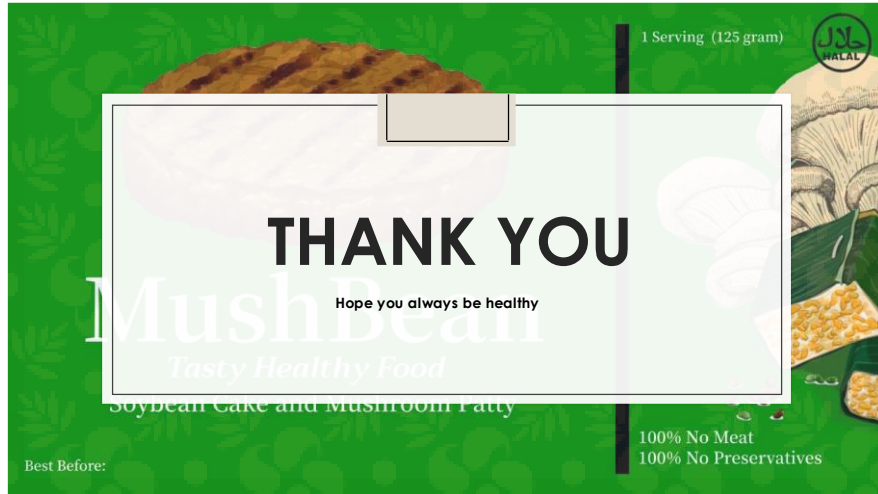 1 Serving (125 gram)
حلال
HALAL
THANK YOU
Hope you always be healthy
MushBean
Tasty Healthy Food
Soybean Cake and Mushroom Patty
100% No Meat
100% No Preservatives
Best Before: